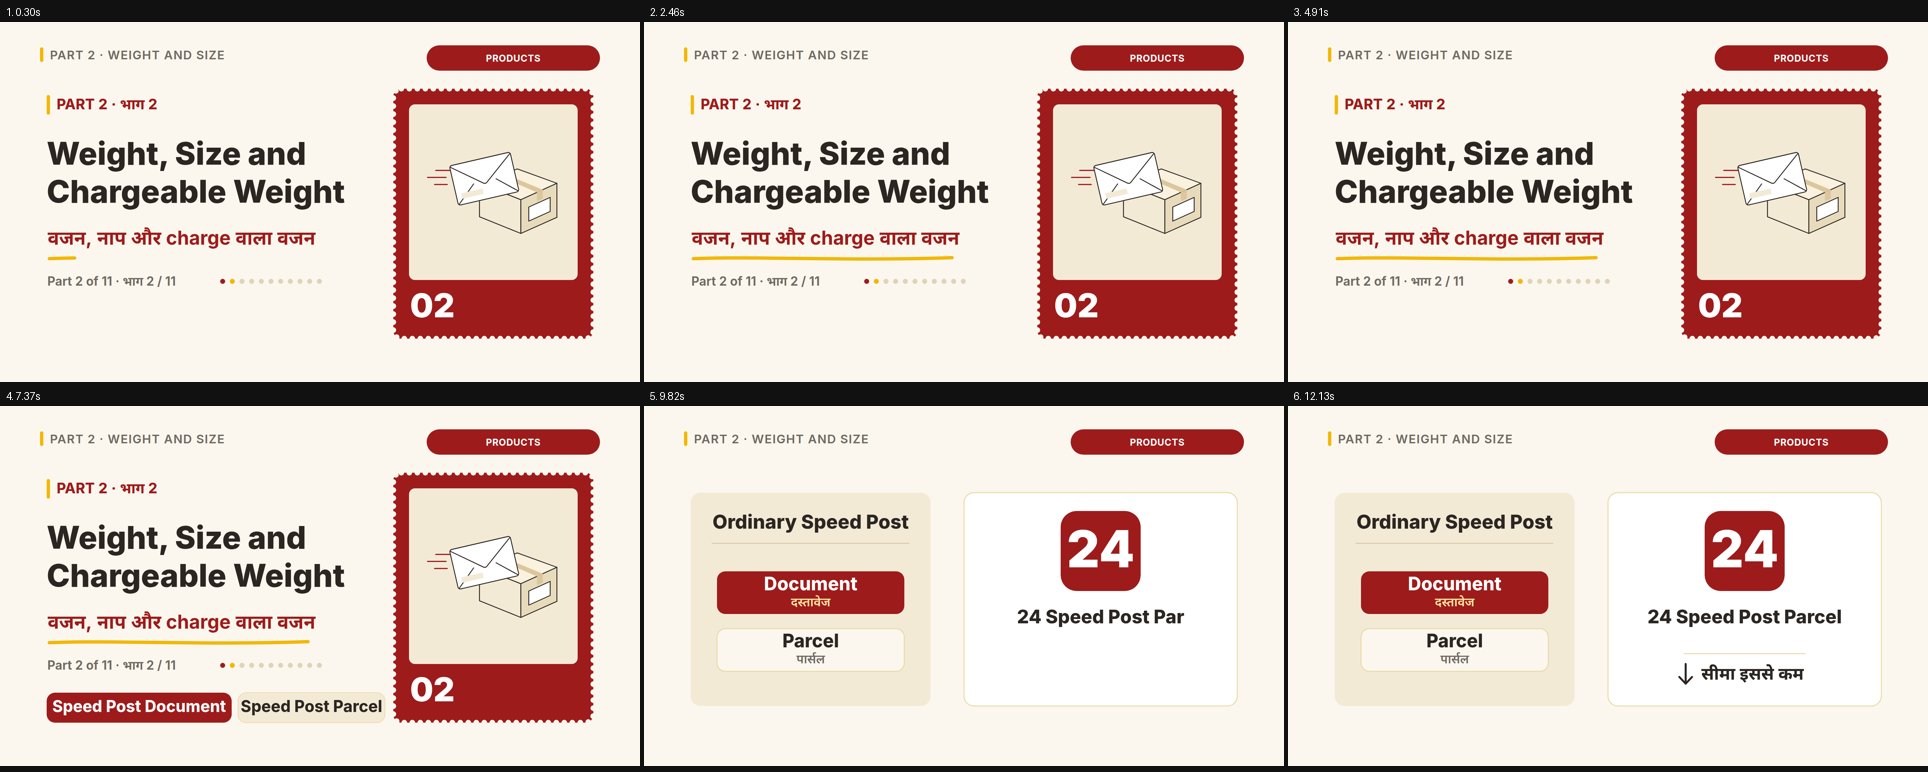 1. 0.30s
PART 2 · WEIGHT AND SIZE
PRODUCTS
PART 2 · भाग 2
Weight, Size and
Chargeable Weight
वजन, नाप और charge वाला वजन
Part 2 of 11 · भाग 2 / 11
02
2. 2.46s
PART 2 · WEIGHT AND SIZE
PRODUCTS
PART 2 · भाग 2
Weight, Size and
Chargeable Weight
वजन, नाप और charge वाला वजन
Part 2 of 11 · भाग 2 / 11
02
3. 4.91s
PART 2 · WEIGHT AND SIZE
PRODUCTS
PART 2 · भाग 2
Weight, Size and
Chargeable Weight
वजन, नाप और charge वाला वजन
Part 2 of 11 · भाग 2 / 11
02
4. 7.37s
PART 2 · WEIGHT AND SIZE
PRODUCTS
PART 2 · भाग 2
Weight, Size and
Chargeable Weight
वजन, नाप और charge वाला वजन
Part 2 of 11 · भाग 2 / 11
Speed Post Document
Speed Post Parcel
02
5. 9.82s
PART 2 · WEIGHT AND SIZE
PRODUCTS
Ordinary Speed Post
Document
दस्तावेज
Parcel
पार्सल
24
24 Speed Post Par
6. 12.13s
PART 2 · WEIGHT AND SIZE
PRODUCTS
Ordinary Speed Post
Document
दस्तावेज
Parcel
पार्सल
24
24 Speed Post Parcel
↓ सीमा इससे कम